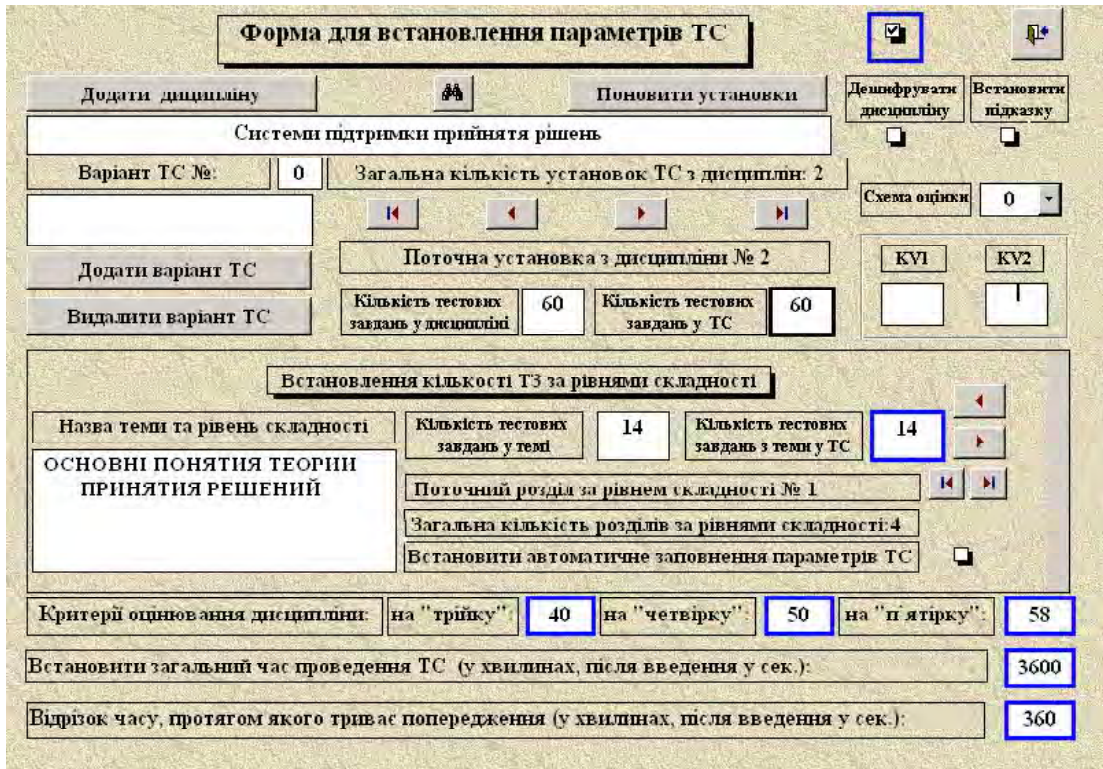 Форма для встановлення параметрів ТС
Додати диципліну
Поновити установки
Дешифрувати
дисципліну
Встановити
підказку
Системи підтримки прийнятя рішень
Варіант ТС №:
0
Загальна кількість установок ТС з дисциплін: 2
Схема оцінки
0
Додати варіант ТС
Поточна установка з дисципліни № 2
KV1
KV2
Видалити варіант ТС
Кількість тестових
завдань у дисципліні
60
Кількість тестових
завдань у ТС
60
Встановлення кількості ТЗ за рівнями складності
Назва теми та рівень складності
Кількість тестових
завдань у темі
14
Кількість тестових
завдань з теми у ТС
14
ОСНОВНІ ПОНЯТИЯ ТЕОРИИ
ПРИНЯТИЯ РЕШЕНИЙ
Поточний розділ за рівнем складності № 1
Загальна кількість розділів за рівнями складності:4
Встановити автоматичне заповнення параметрів ТС
Критерії оцінювання дисципліни:
на "трійку":
40
на "четвірку":
50
на "п'ятірку":
58
Встановити загальний час проведення ТС (у хвилинах, після введення у сек.):
3600
Відрізок часу, протягом якого триває попередження (у хвилинах, після введення у сек.):
360